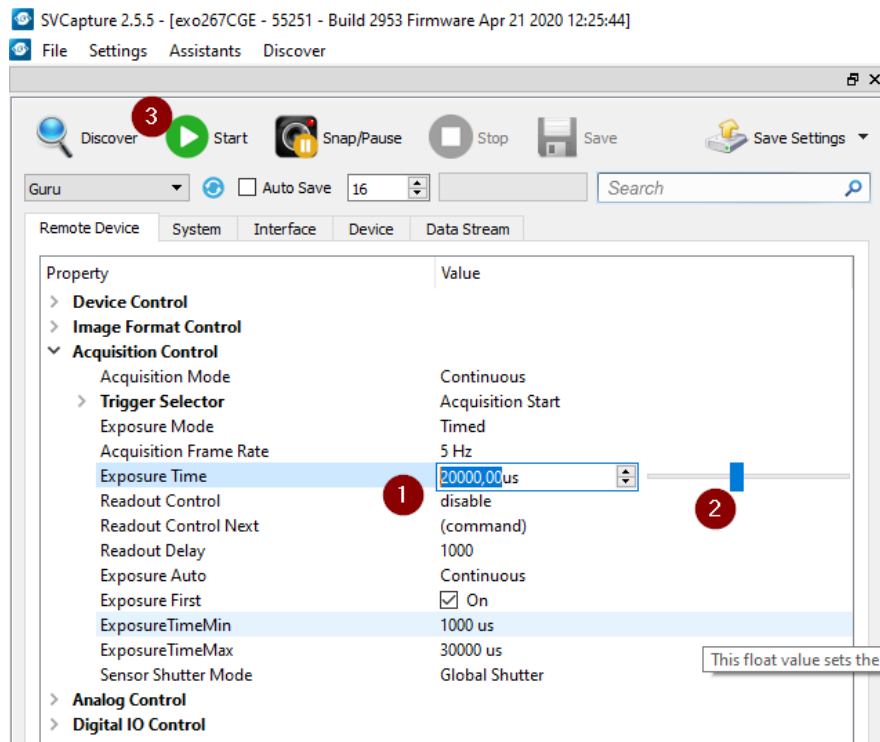 SVCapture 2.5.5 - [exo267CGE - 55251 - Build 2953 Firmware Apr 21 2020 12:25:44]
File Settings Assistants Discover
3
Discover Start Snap/Pause Stop Save Save Settings
Guru Auto Save 16 Search
Remote Device System Interface Device Data Stream
Property Value
Device Control
Image Format Control
Acquisition Control
Acquisition Mode Continuous
Trigger Selector Acquisition Start
Exposure Mode Timed
Acquisition Frame Rate 5 Hz
Exposure Time 20000,00us
1 2
Readout Control disable
Readout Control Next (command)
Readout Delay 1000
Exposure Auto Continuous
Exposure First On
ExposureTimeMin 1000 us
ExposureTimeMax 30000 us
This float value sets the
Sensor Shutter Mode Global Shutter
Analog Control
Digital IO Control